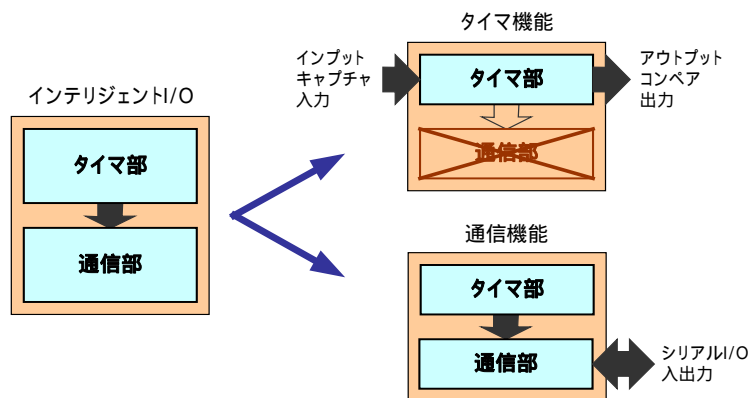 タイマ機能
インプット
キャプチャ
入力
タイマ部
アウトプット
コンペア
出力
通信部
インテリジェントI/O
タイマ部
通信部
通信機能
タイマ部
通信部
シリアルI/O
入出力